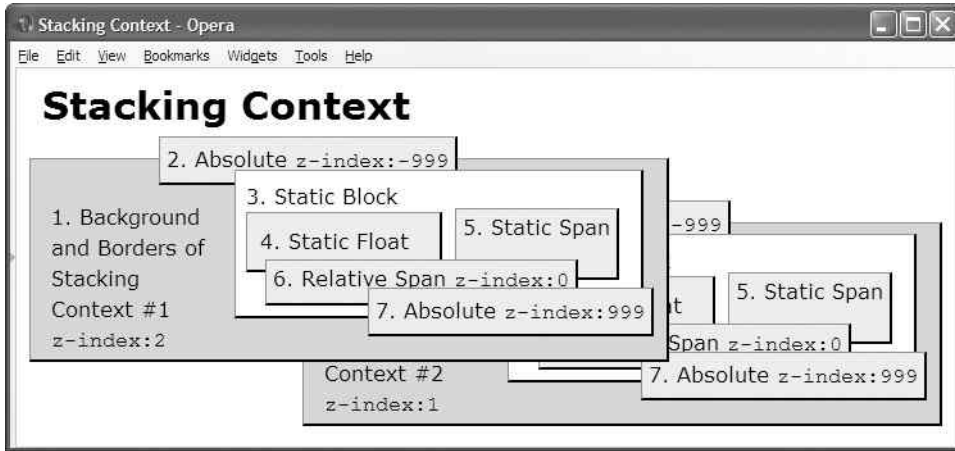 Stacking Context - Opera
File Edit View Bookmarks Widgets Tools Help
Stacking Context
2. Absolute z-index:-999
3. Static Block
1. Background
and Borders of
Stacking
Context #1
z-index:2
4. Static Float
5. Static Span
6. Relative Span z-index:0
7. Absolute z-index:999
-999
5. Static Span
at
Span z-index:0
7. Absolute z-index:999
Context #2
z-index:1